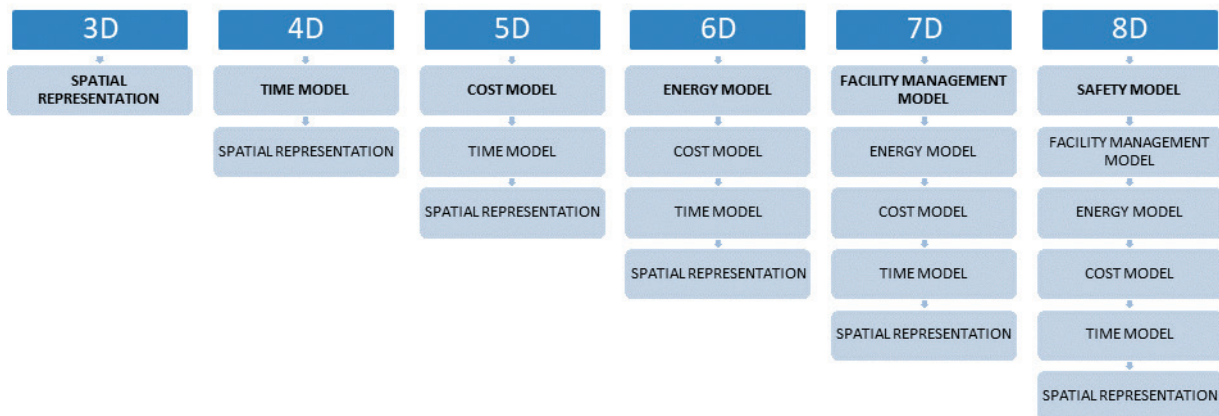 3D
SPATIAL
REPRESENTATION
4D
TIME MODEL
SPATIAL REPRESENTATION
5D
COST MODEL
TIME MODEL
SPATIAL REPRESENTATION
6D
ENERGY MODEL
COST MODEL
TIME MODEL
SPATIAL REPRESENTATION
7D
FACILITY MANAGEMENT
MODEL
ENERGY MODEL
COST MODEL
TIME MODEL
SPATIAL REPRESENTATION
8D
SAFETY MODEL
FACILITY MANAGEMENT
MODEL
ENERGY MODEL
COST MODEL
TIME MODEL
SPATIAL REPRESENTATION